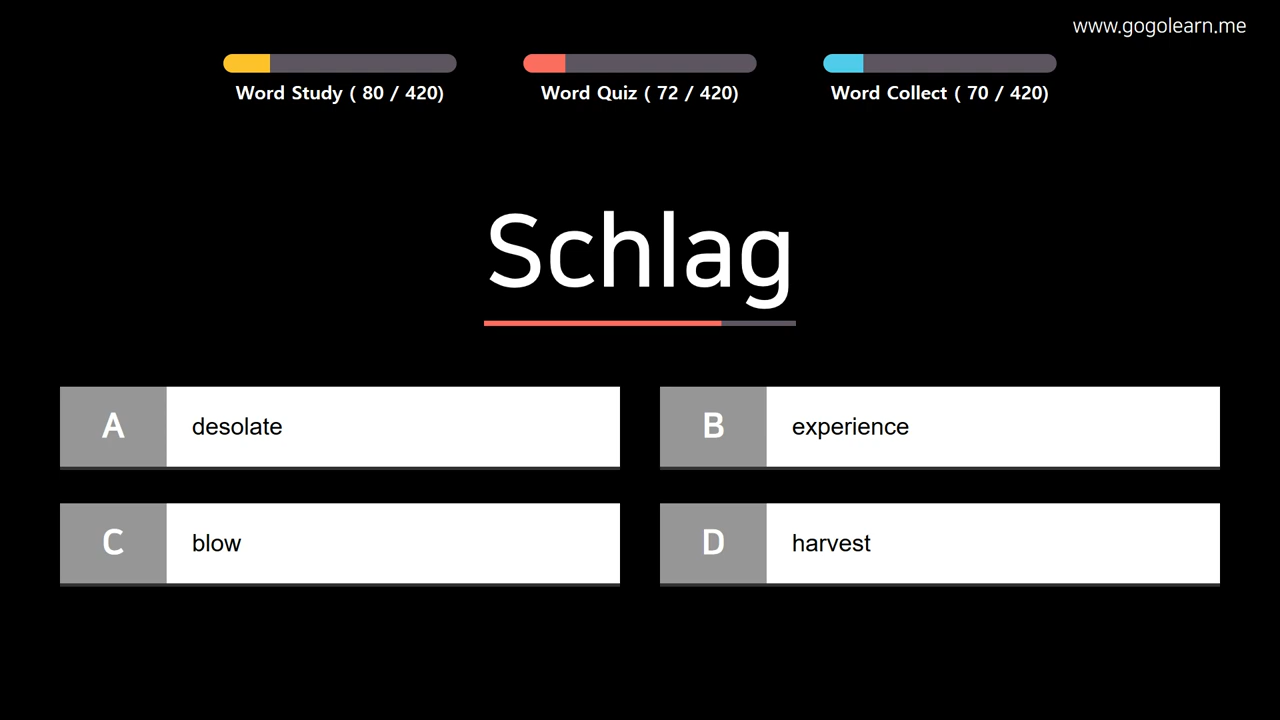 www.gogolearn.me
Word Study ( 80 / 420)
Word Quiz ( 72 / 420)
Word Collect ( 70 / 420)
Schlag
A desolate
B experience
C blow
D harvest